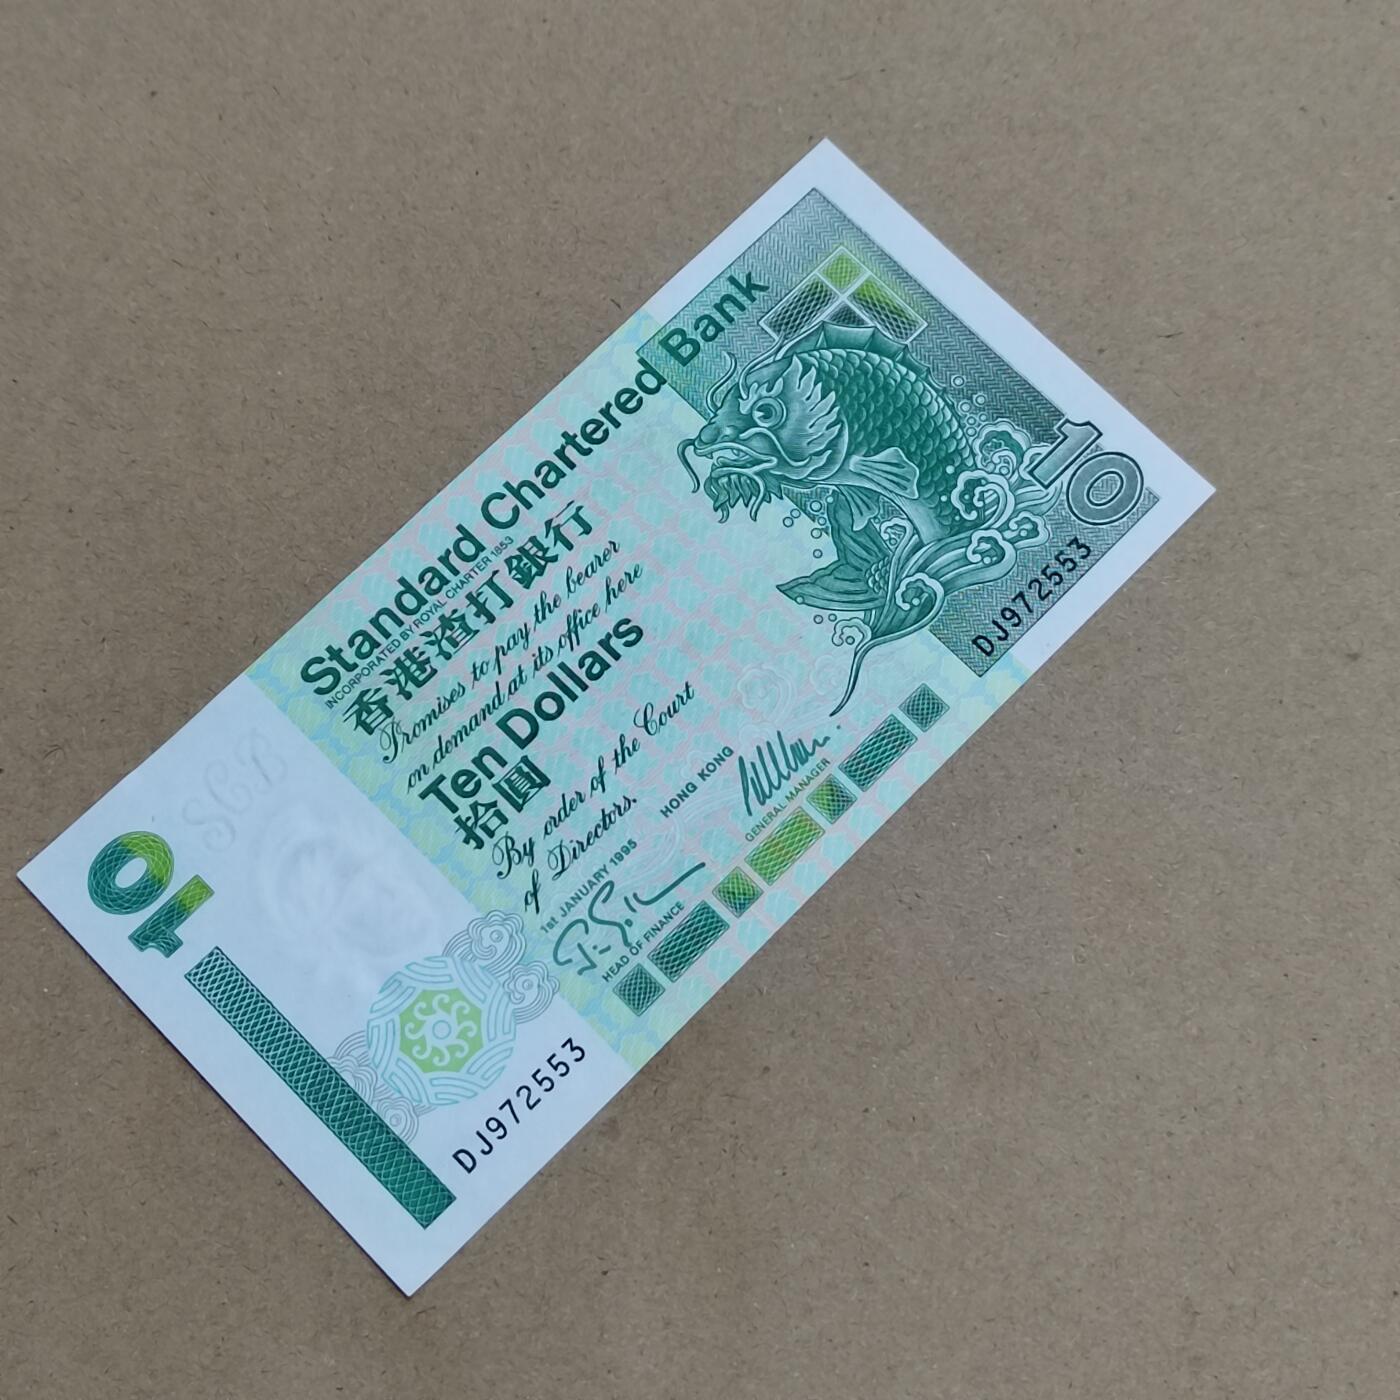 Standard Chartered Bank
INCORPORATED BY ROYAL CHARTER 1853
香港渣打銀行
Promises to pay the bearer
on demand at its office here
Ten Dollars
拾圓
By order of the Court
of Directors.
1st JANUARY 1995
HONG KONG
HEAD OF FINANCE
GENERAL MANAGER
10
DJ972553
10
DJ972553
SCB